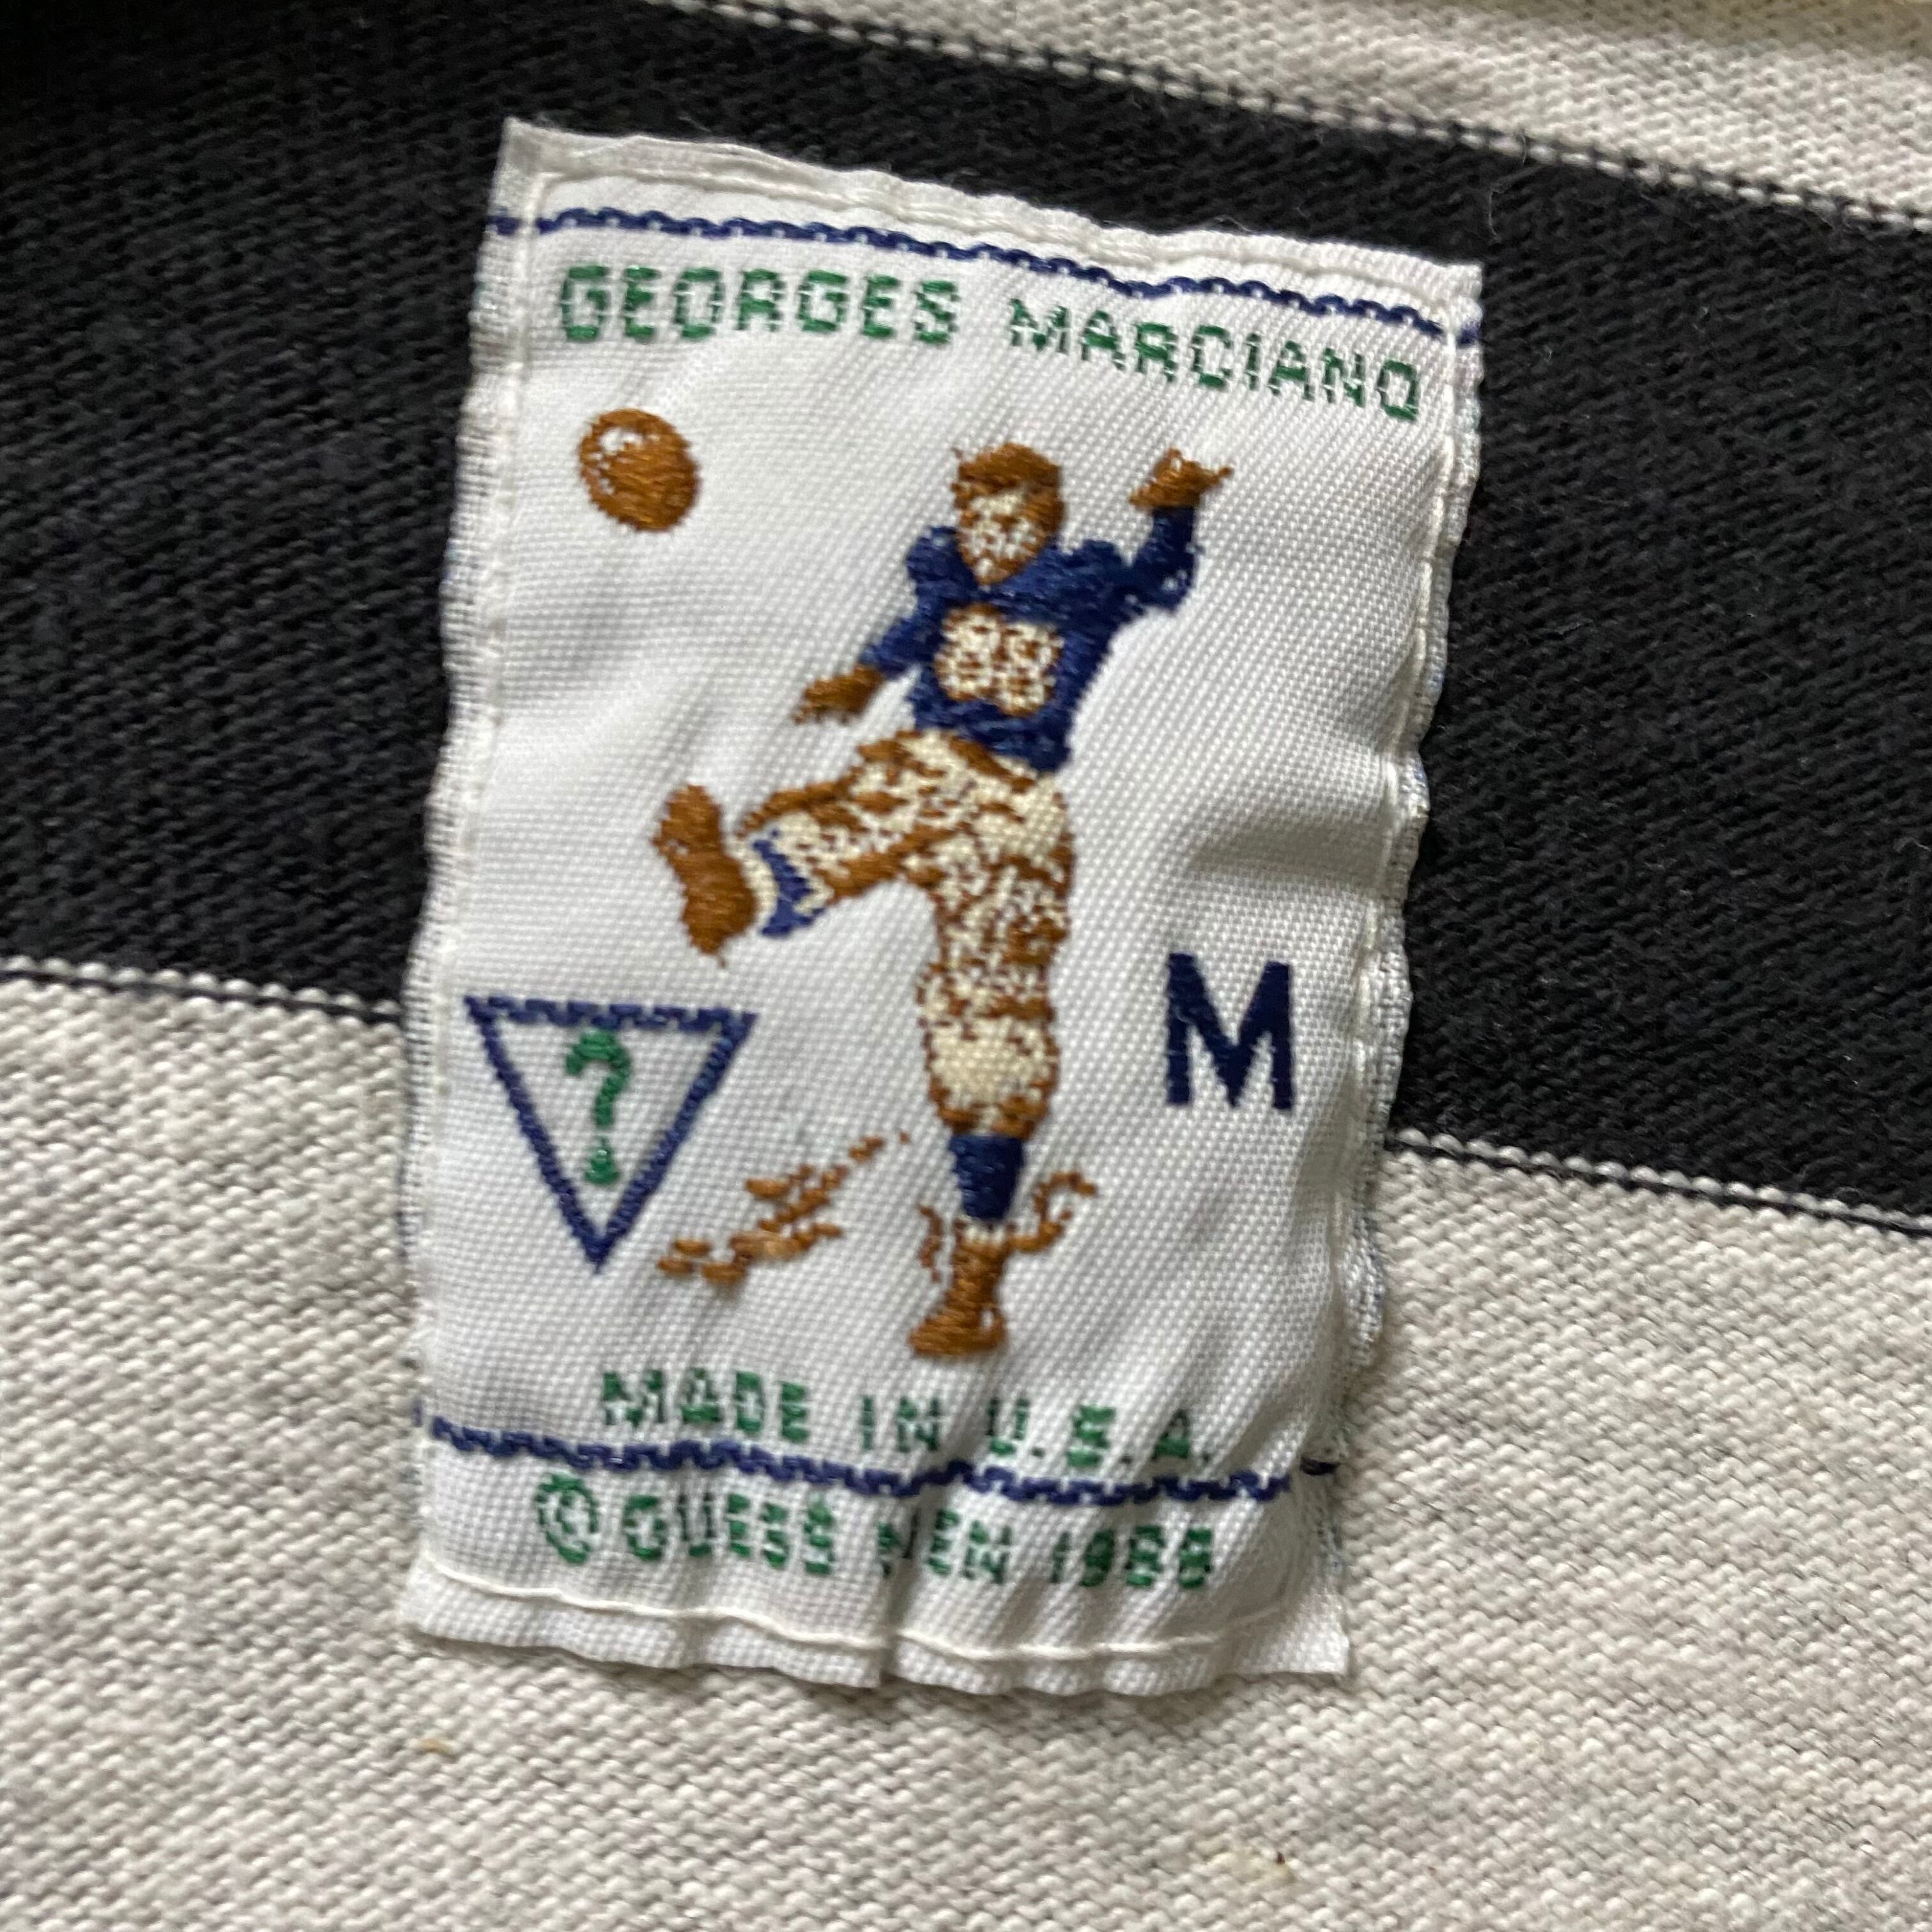 GEORGES MARCIANO
88
?
M
MADE IN U.S.A.
© GUESS MEN 1988